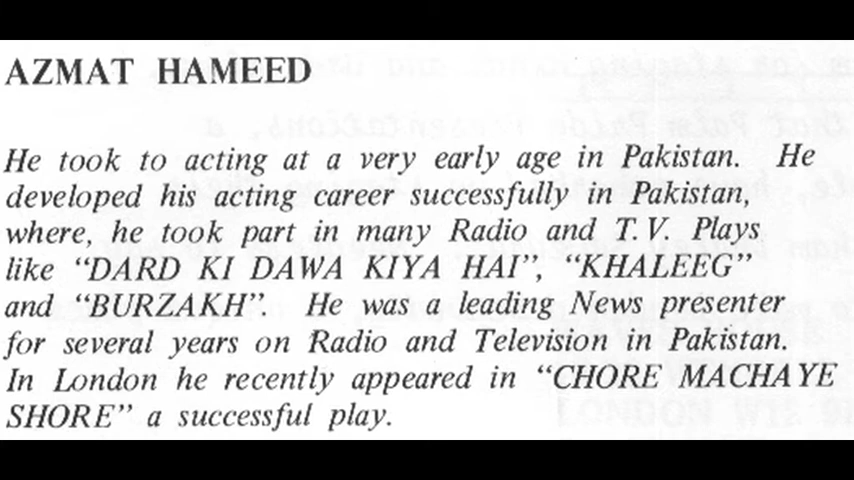 AZMAT HAMEED
He took to acting at a very early age in Pakistan. He
developed his acting career successfully in Pakistan,
where, he took part in many Radio and T.V. Plays
like "DARD KI DAWA KIYA HAI", "KHALEEG"
and "BURZAKH". He was a leading News presenter
for several years on Radio and Television in Pakistan.
In London he recently appeared in "CHORE MACHAYE
SHORE" a successful play.